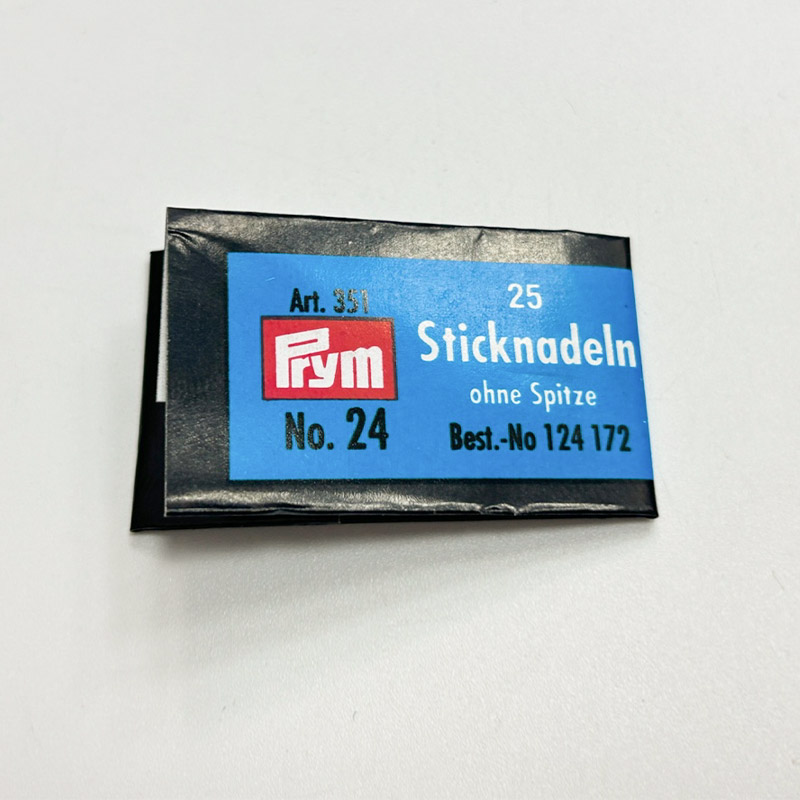 Art. 351
Prym
No. 24
25
Sticknadeln
ohne Spitze
Best.-No 124 172